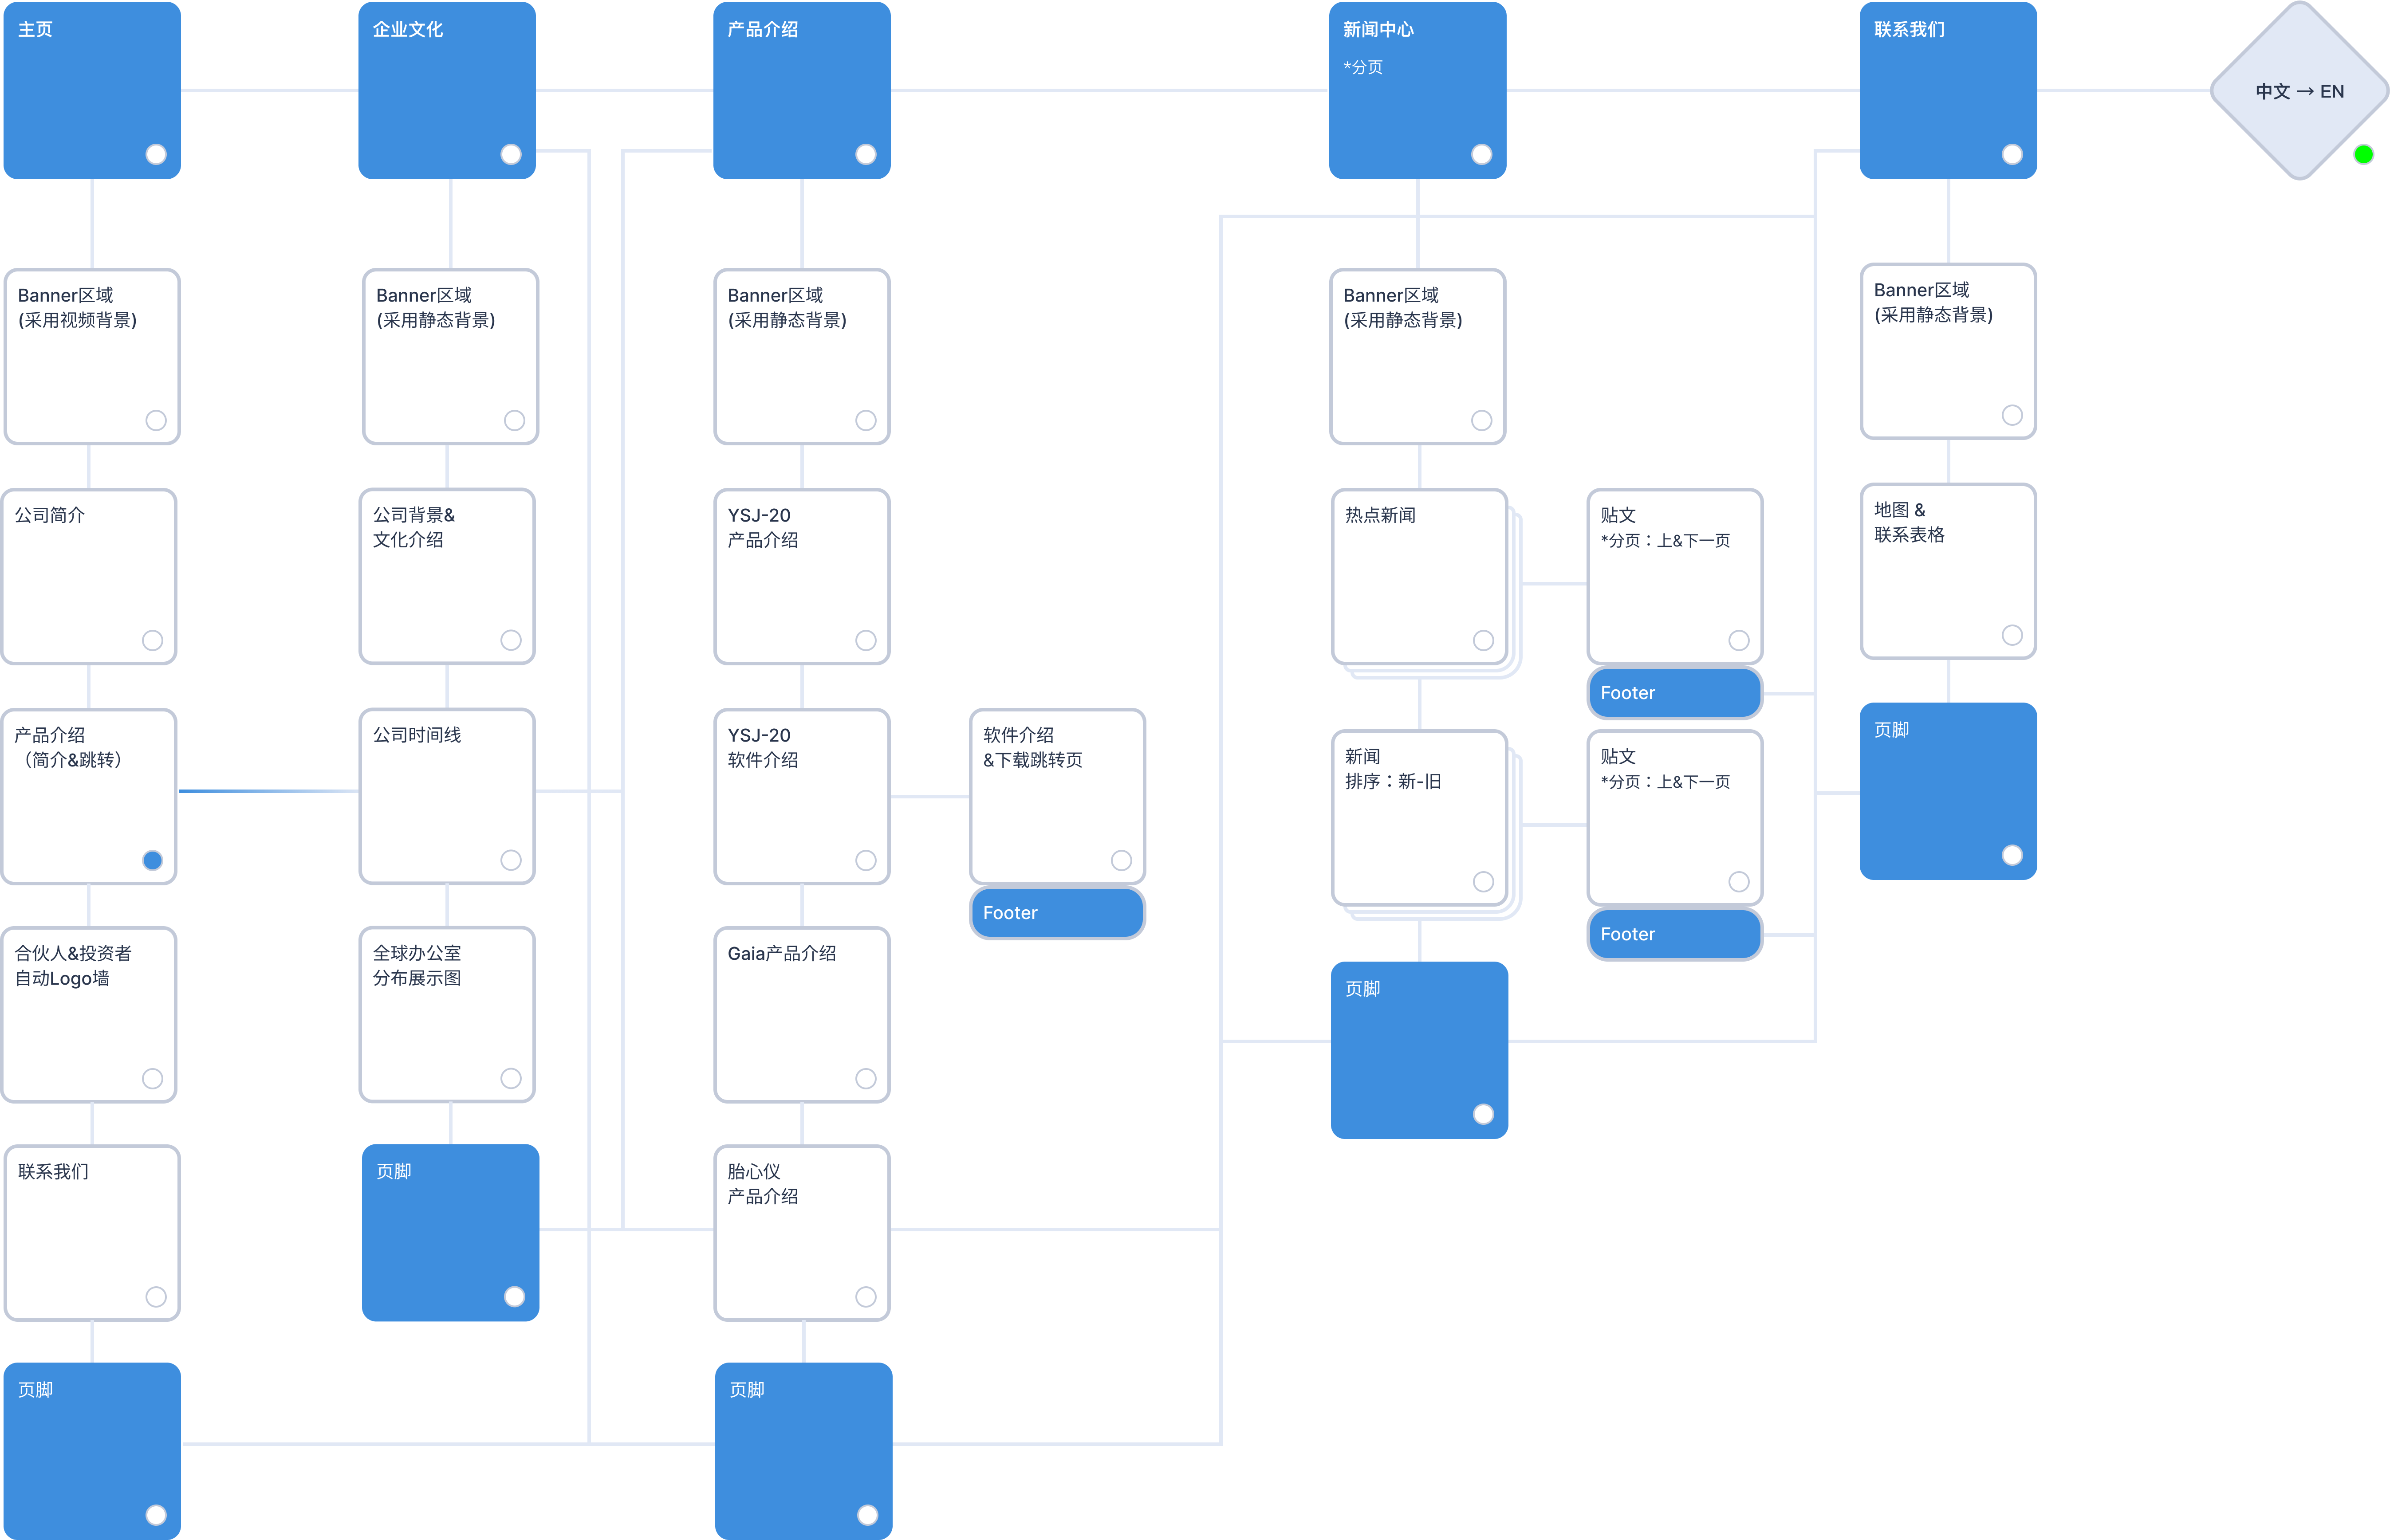 主页
企业文化
产品介绍
新闻中心
*分页
联系我们
中文 → EN
Banner区域
(采用视频背景)
Banner区域
(采用静态背景)
Banner区域
(采用静态背景)
Banner区域
(采用静态背景)
Banner区域
(采用静态背景)
公司简介
公司背景&
文化介绍
YSJ-20
产品介绍
热点新闻
贴文
*分页：上&下一页
Footer
地图 &
联系表格
产品介绍
（简介&跳转）
公司时间线
YSJ-20
软件介绍
软件介绍
&下载跳转页
Footer
新闻
排序：新-旧
贴文
*分页：上&下一页
Footer
页脚
合伙人&投资者
自动Logo墙
全球办公室
分布展示图
Gaia产品介绍
页脚
联系我们
页脚
胎心仪
产品介绍
页脚
页脚